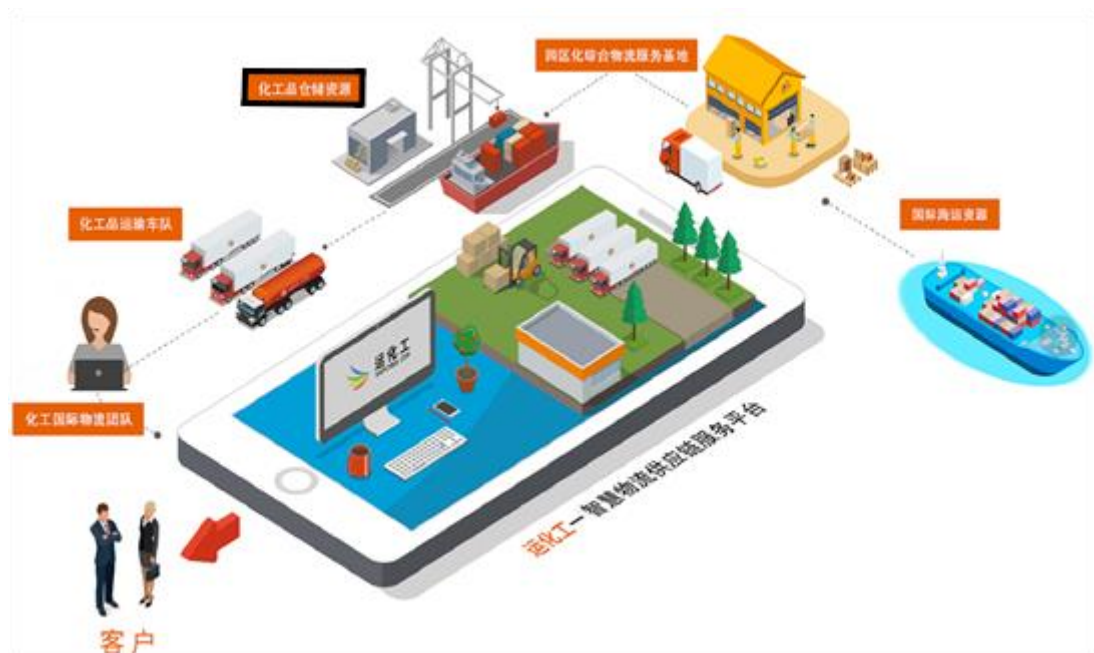 园区化综合物流服务基地
化工品仓储资源
化工品运输车队
国际海运资源
运化工
化工国际物流团队
运化工－智慧物流供应链服务平台
客户